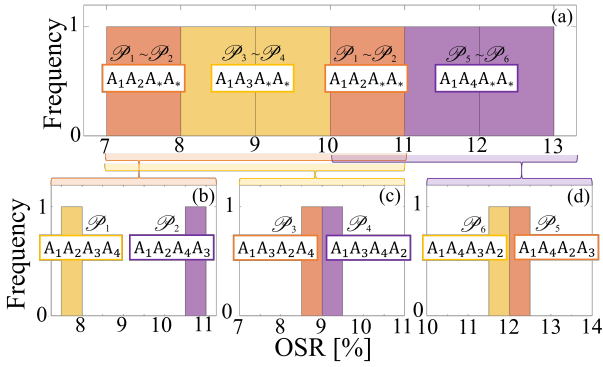 (a)
Frequency
1
0
𝒫₁ ~ 𝒫₂
A₁A₂A*A*
𝒫₃ ~ 𝒫₄
A₁A₃A*A*
𝒫₁ ~ 𝒫₂
A₁A₂A*A*
𝒫₅ ~ 𝒫₆
A₁A₄A*A*
7 8 9 10 11 12 13
(b)
Frequency
1
0
𝒫₁
A₁A₂A₃A₄
𝒫₂
A₁A₂A₄A₃
8 9 10 11
(c)
1
0
𝒫₃
A₁A₃A₂A₄
𝒫₄
A₁A₃A₄A₂
7 8 9 10 11
(d)
1
0
𝒫₆
A₁A₄A₃A₂
𝒫₅
A₁A₄A₂A₃
10 11 12 13 14
OSR [%]